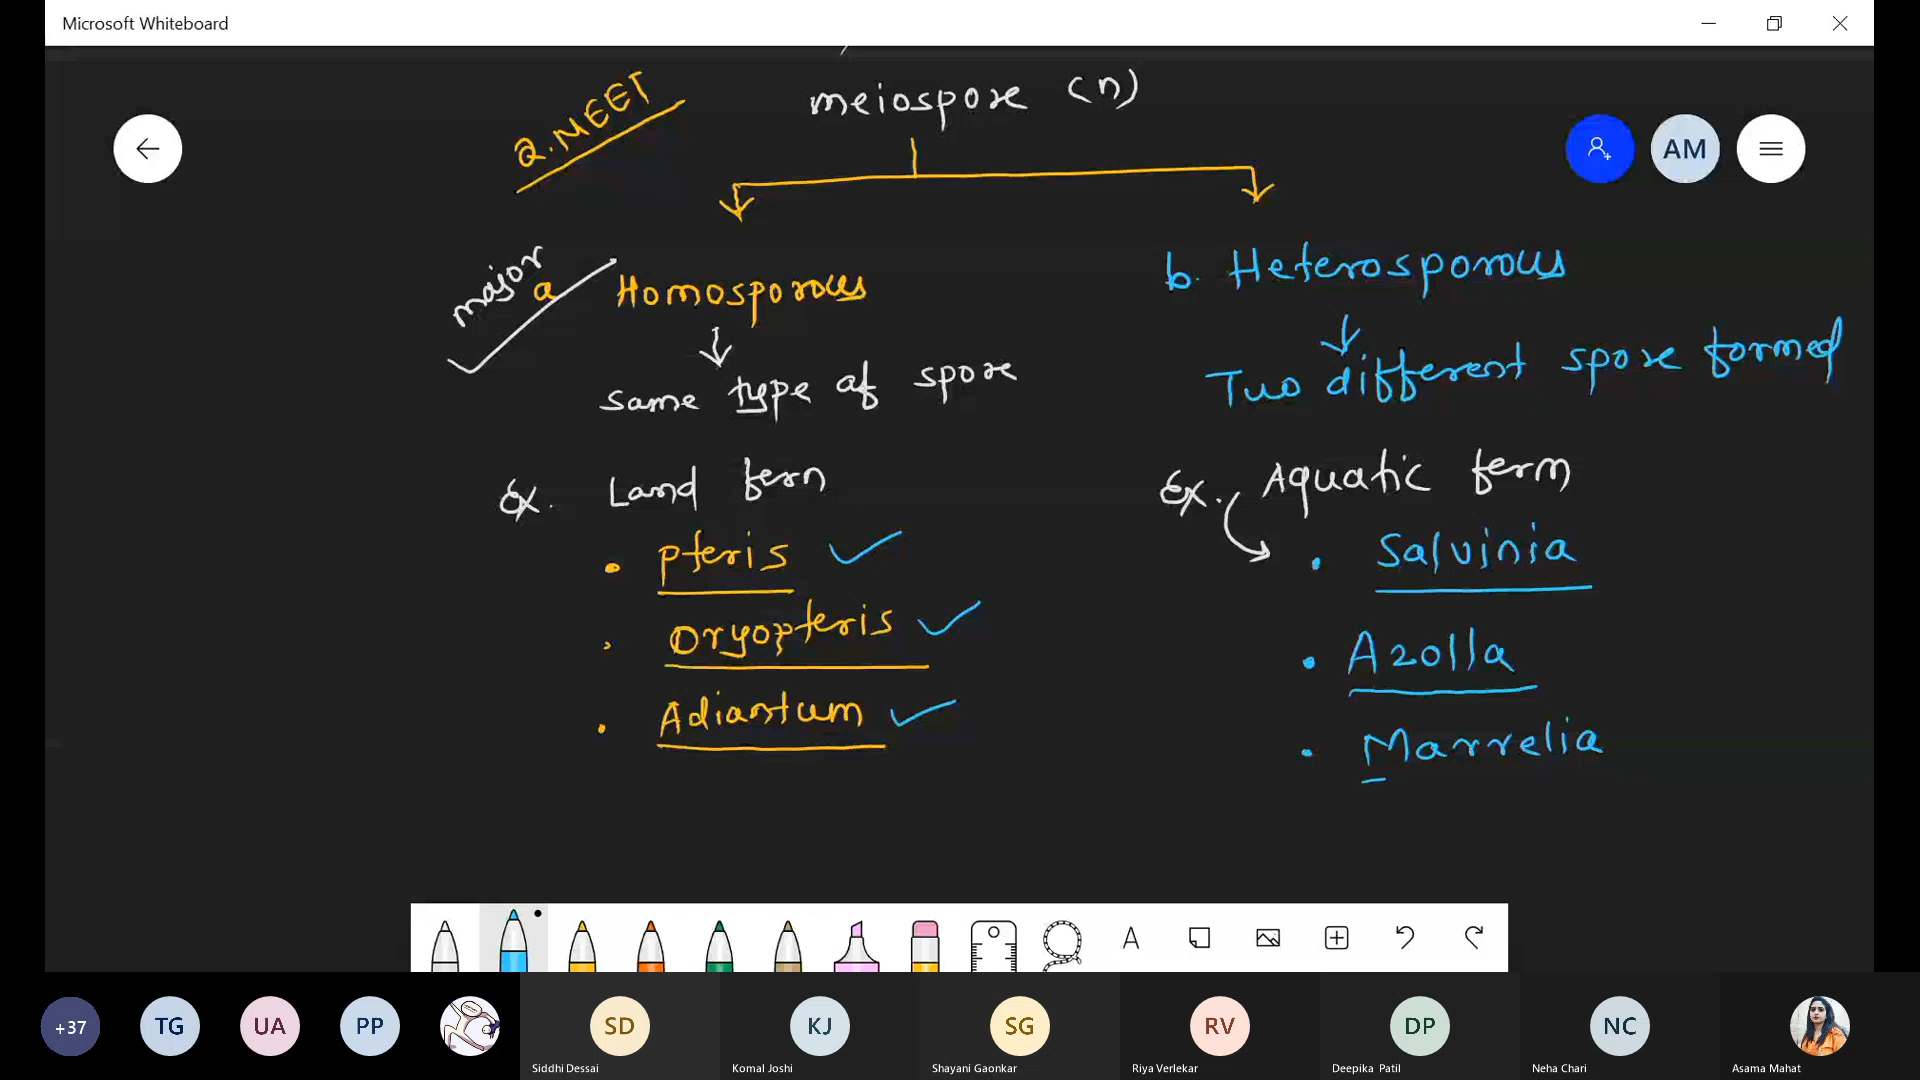 Microsoft Whiteboard
meiospore (n)
Q. MEET
AM
major
a Homosporous
b. Heterosporous
same type of spore
Two different spore formed
Ex. Land fern
Ex. Aquatic fern
• Pteris
• Salvinia
• Dryopteris
• Azolla
• Adiantum
• Marrelia
A
+37
TG
UA
PP
SD
KJ
SG
RV
DP
NC
Siddhi Dessai
Komal Joshi
Shayani Gaonkar
Riya Verlekar
Deepika Patil
Neha Chari
Asama Mahat